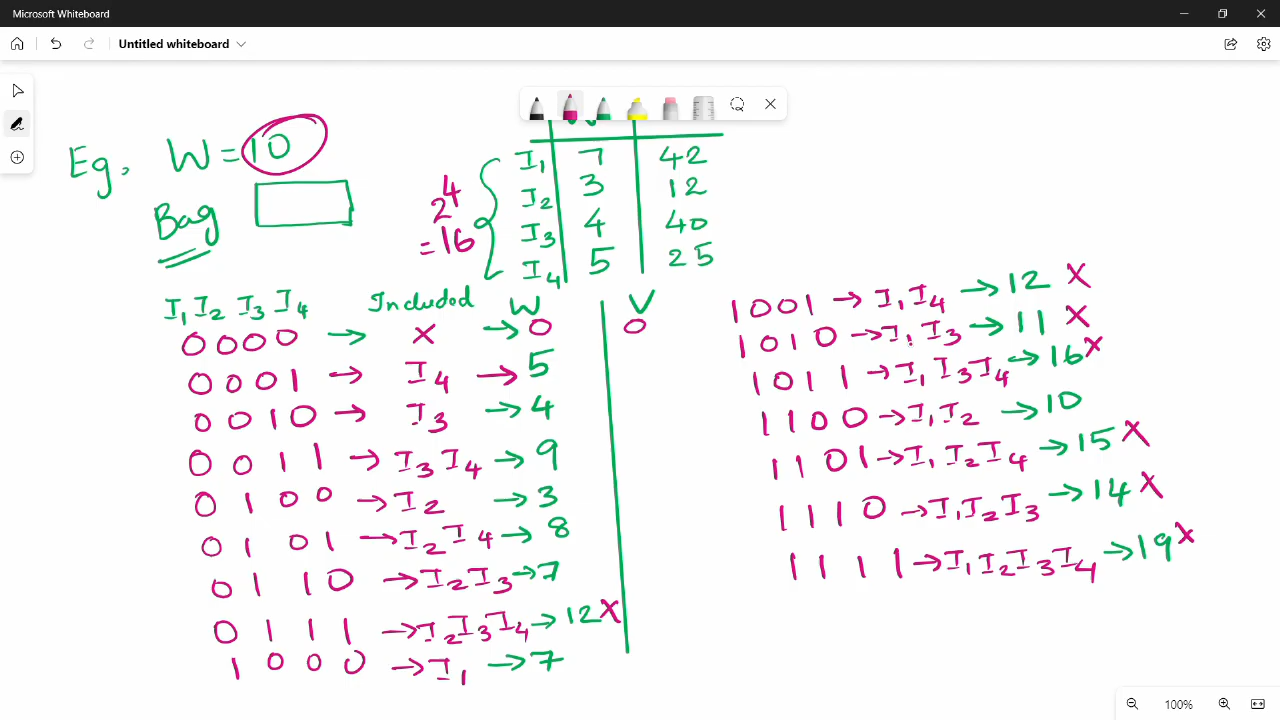 Microsoft Whiteboard
Untitled whiteboard
Eg. W = 10
Bag
2^4
= 16
I1 7 42
I2 3 12
I3 4 40
I4 5 25
I1 I2 I3 I4 Included W V
0000 → X → 0 0
0001 → I4 → 5
0010 → I3 → 4
0011 → I3 I4 → 9
0100 → I2 → 3
0101 → I2 I4 → 8
0110 → I2 I3 → 7
0111 → I2 I3 I4 → 12 X
1000 → I1 → 7
1001 → I1 I4 → 12 X
1010 → I1 I3 → 11 X
1011 → I1 I3 I4 → 16 X
1100 → I1 I2 → 10
1101 → I1 I2 I4 → 15 X
1110 → I1 I2 I3 → 14 X
1111 → I1 I2 I3 I4 → 19 X
100%